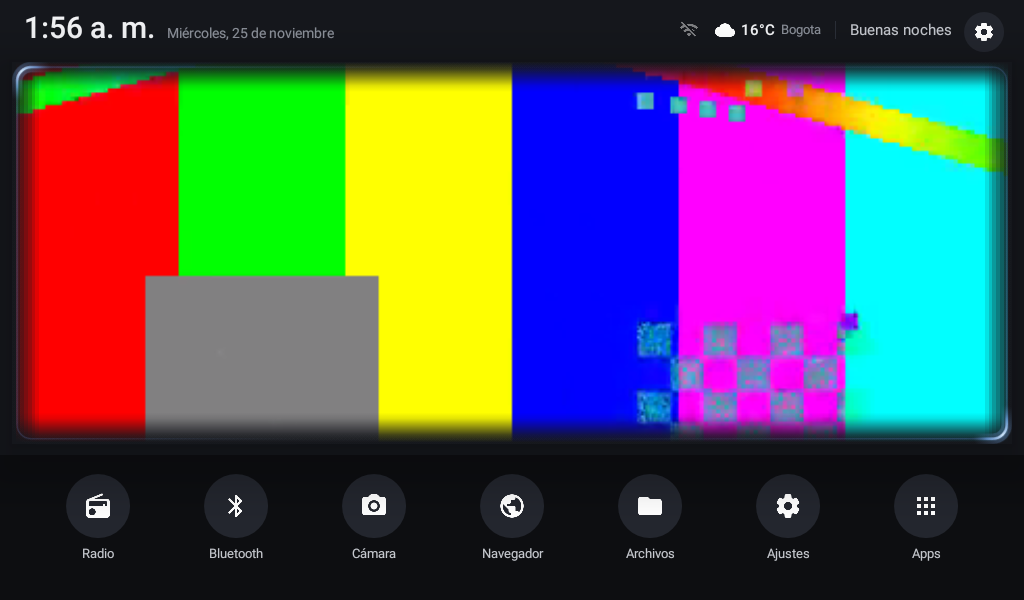 1:56 a. m.
Miércoles, 25 de noviembre
16°C Bogota
Buenas noches
Radio
Bluetooth
Cámara
Navegador
Archivos
Ajustes
Apps